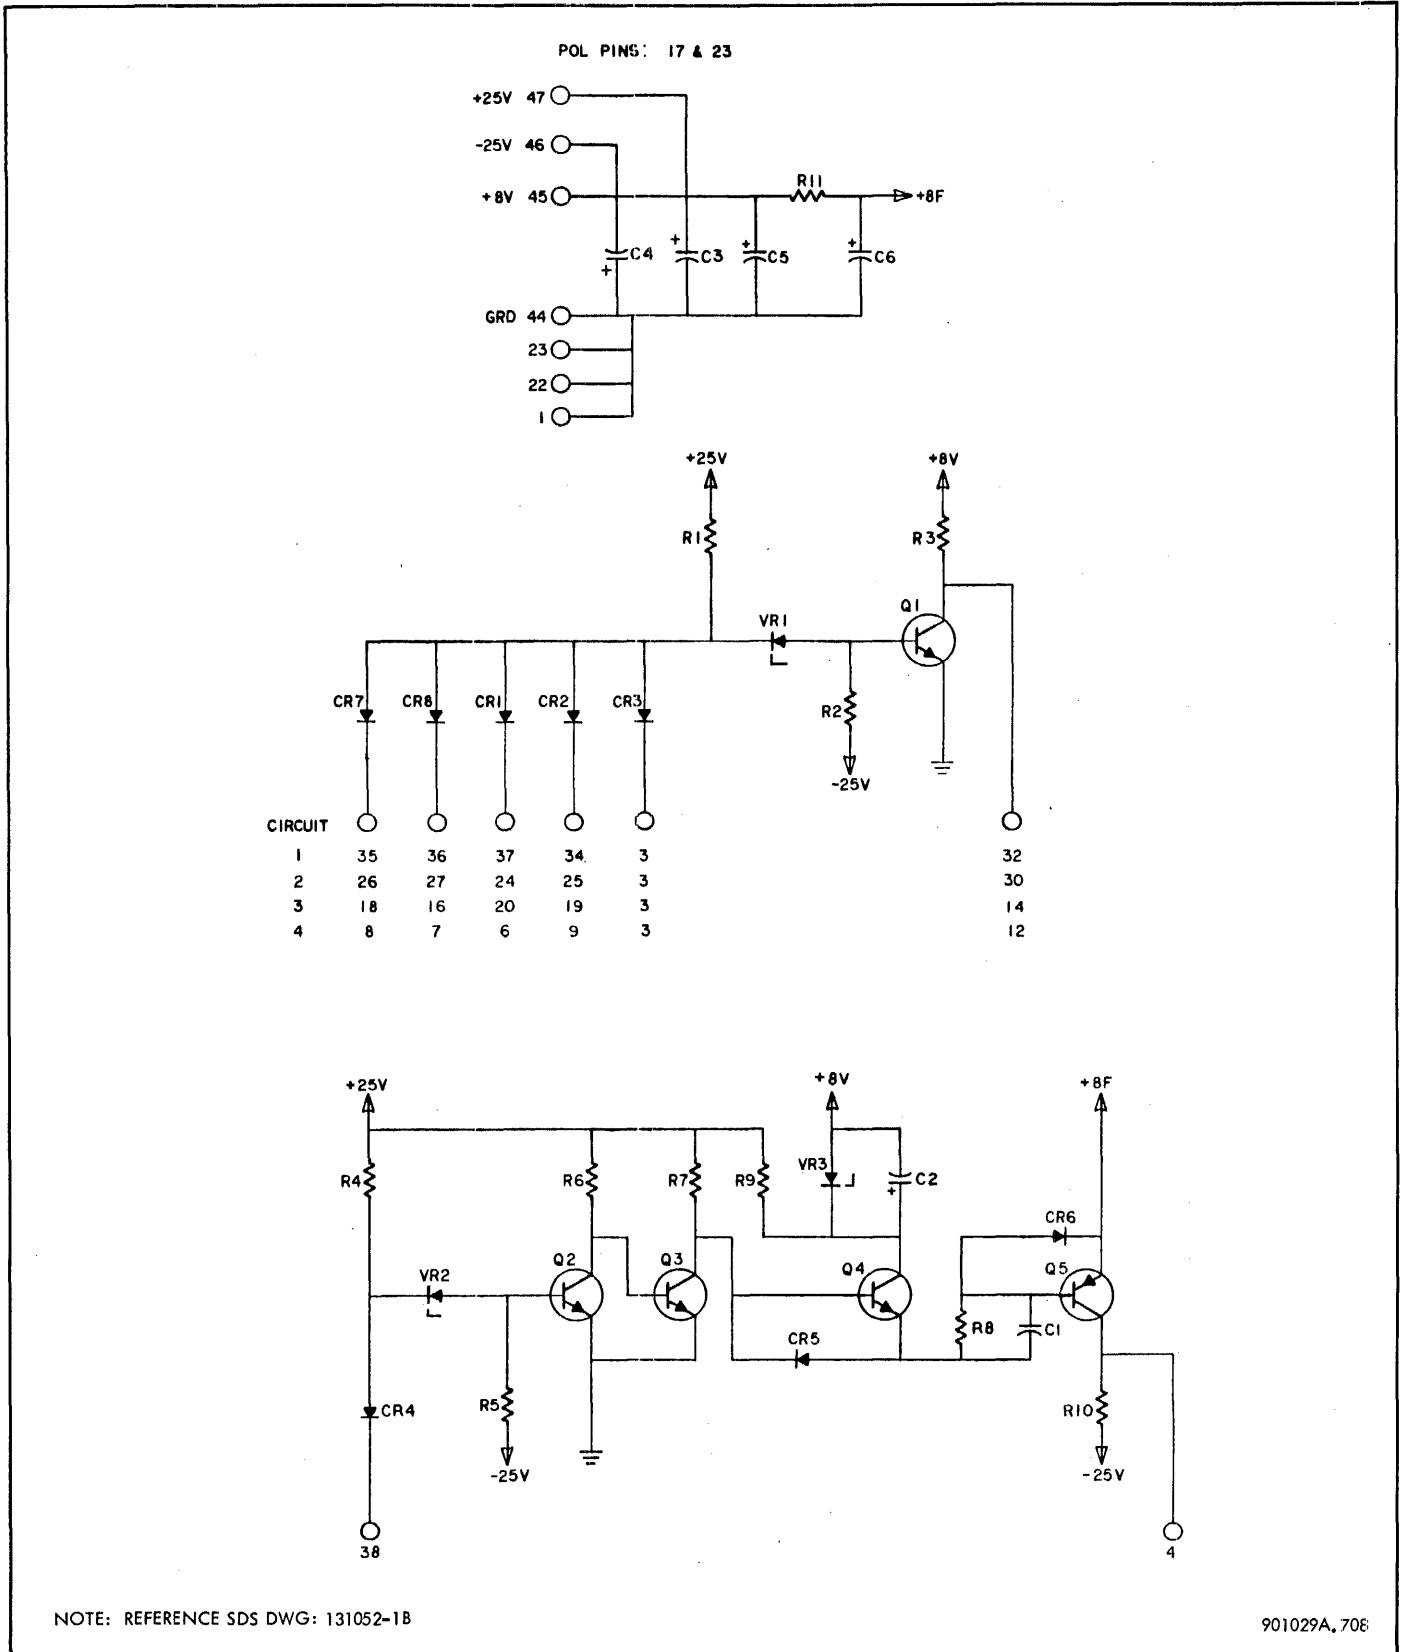 POL PINS: 17 & 23
+25V 47
-25V 46
+8V 45
R11
+8F
C4
C3
C5
C6
GRD 44
23
22
1
+25V
+8V
R1
R3
Q1
VR1
CR7
CR8
CR1
CR2
CR3
R2
-25V
CIRCUIT
1 35 36 37 34 3 32
2 26 27 24 25 3 30
3 18 16 20 19 3 14
4 8 7 6 9 3 12
+25V
+8V
+8F
R4
R6
R7
R9
VR3
C2
CR6
Q2
Q3
Q4
Q5
VR2
R8
C1
CR5
R5
CR4
R10
-25V
-25V
38
4
NOTE: REFERENCE SDS DWG: 131052-1B
901029A.708